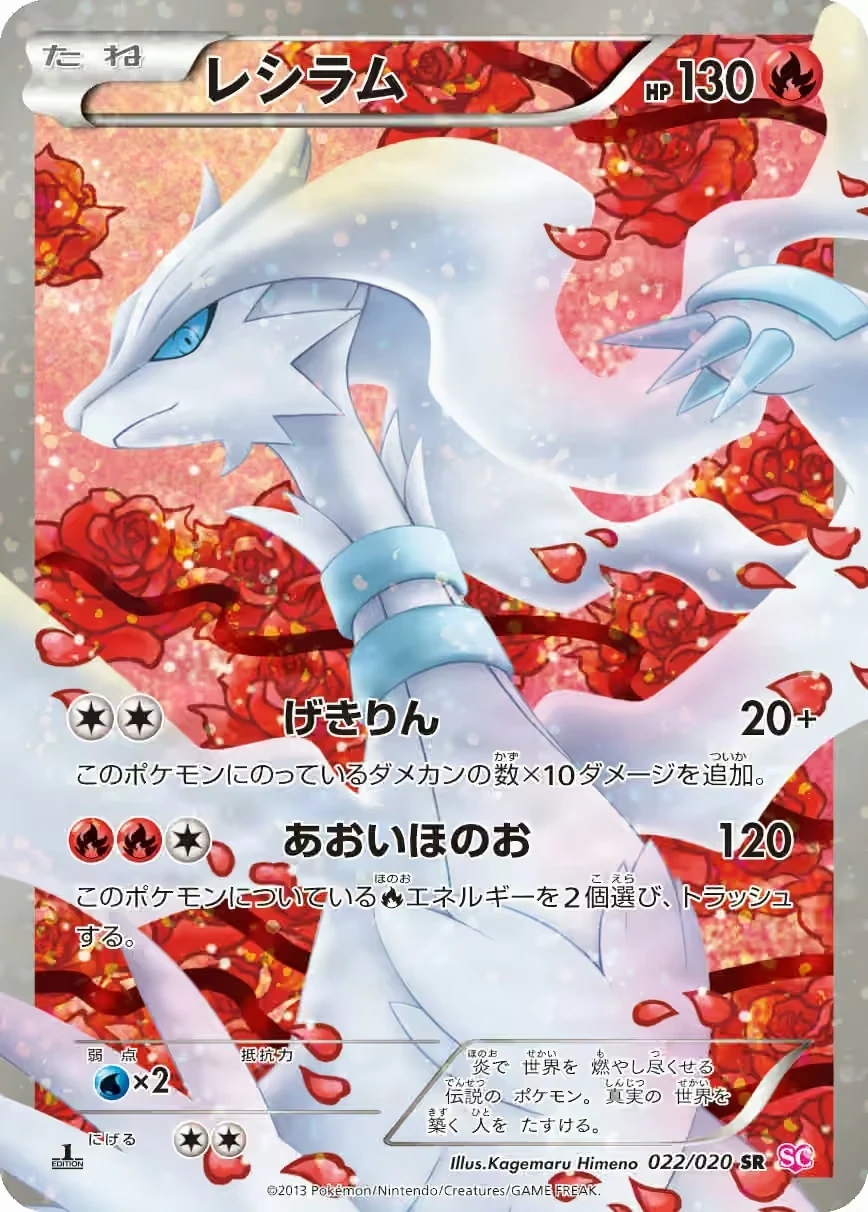 たね
レシラム
HP130
げきりん 20+
このポケモンにのっているダメカンの数×10ダメージを追加。
あおいほのお 120
このポケモンについている エネルギーを2個選び、トラッシュ
する。
弱点 抵抗力
×2
にげる
炎で 世界を 燃やし尽くせる
伝説の ポケモン。 真実の 世界を
築く 人を たすける。
1 EDITION
Illus.Kagemaru Himeno 022/020 SR SC
©2013 Pokémon/Nintendo/Creatures/GAME FREAK.